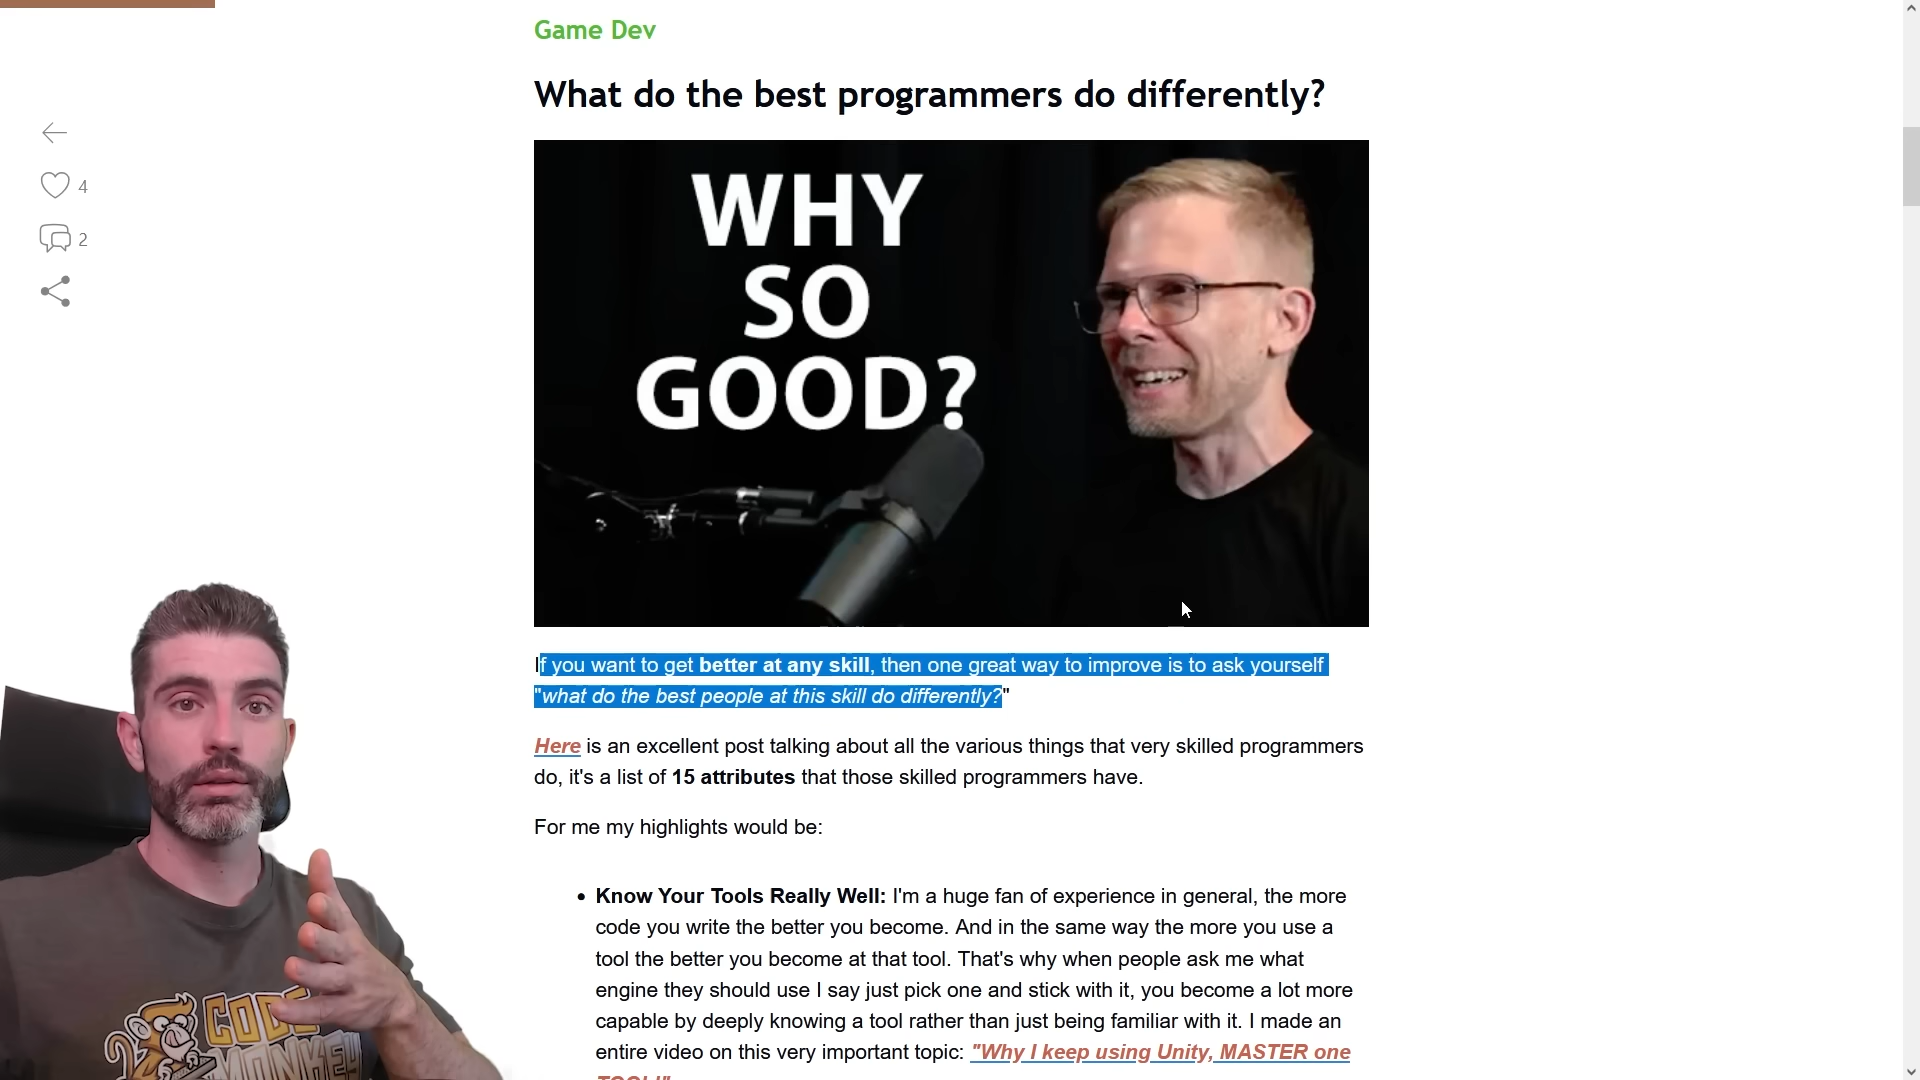 Game Dev
What do the best programmers do differently?
4
2
WHY
SO
GOOD?
If you want to get better at any skill, then one great way to improve is to ask yourself
"what do the best people at this skill do differently?"
Here is an excellent post talking about all the various things that very skilled programmers
do, it's a list of 15 attributes that those skilled programmers have.
For me my highlights would be:
• Know Your Tools Really Well: I'm a huge fan of experience in general, the more
code you write the better you become. And in the same way the more you use a
tool the better you become at that tool. That's why when people ask me what
engine they should use I say just pick one and stick with it, you become a lot more
capable by deeply knowing a tool rather than just being familiar with it. I made an
entire video on this very important topic: "Why I keep using Unity, MASTER one
CODE
MONKEY